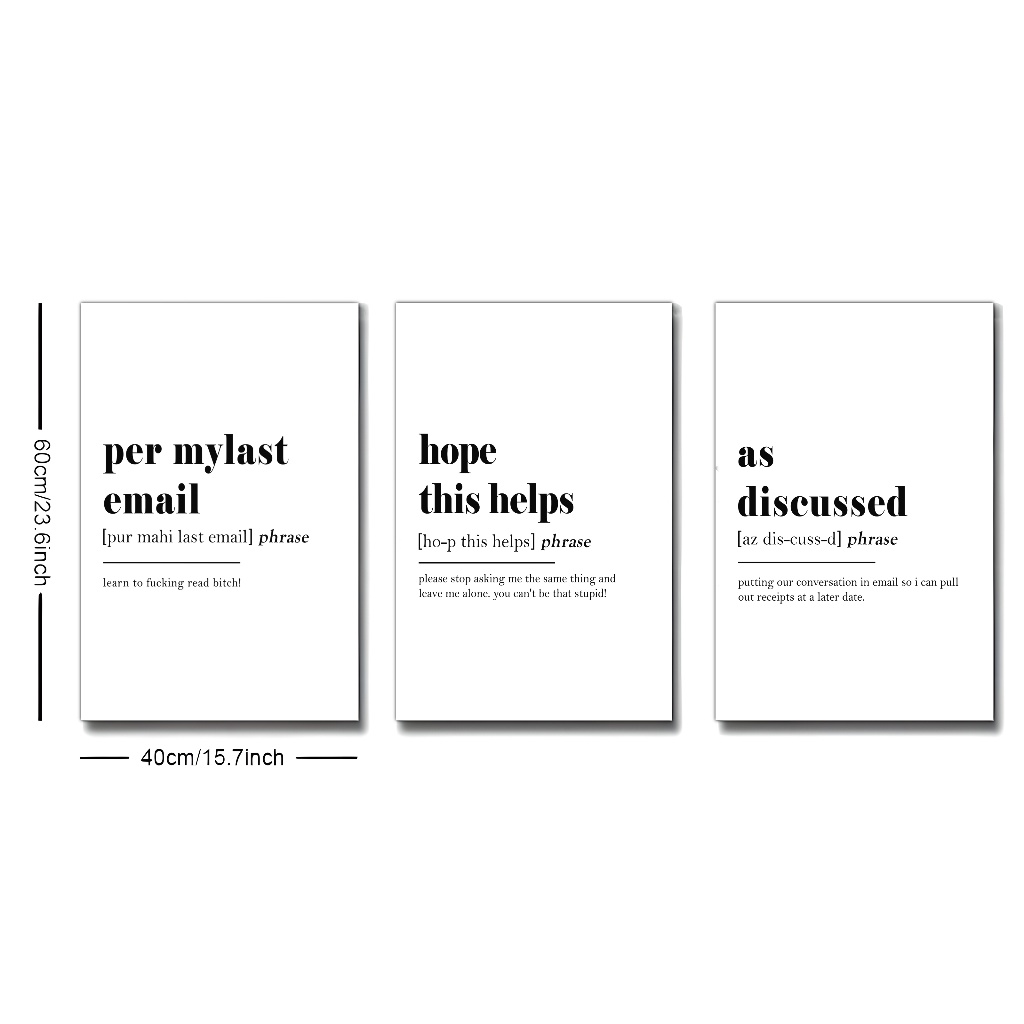 60cm/23.6inch
per mylast
email
[pur mahi last email] phrase
learn to fucking read bitch!
hope
this helps
[ho-p this helps] phrase
please stop asking me the same thing and
leave me alone. you can't be that stupid!
as
discussed
[az dis-cuss-d] phrase
putting our conversation in email so i can pull
out receipts at a later date.
40cm/15.7inch